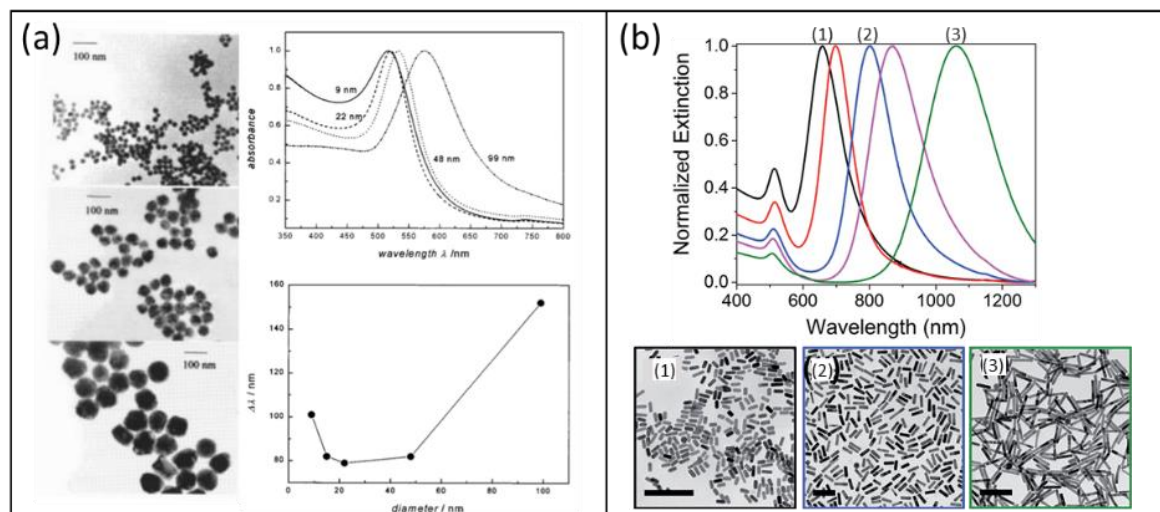 (a)
100 nm
100 nm
100 nm
absorbance
1.0
0.8
0.6
0.4
0.2
9 nm
22 nm
48 nm
99 nm
350 400 450 500 550 600 650 700 750 800
wavelength λ /nm
Δλ / nm
160
140
120
100
80
0 20 40 60 80 100
diameter / nm
(b)
(1) (2) (3)
Normalized Extinction
1.0
0.8
0.6
0.4
0.2
0.0
400 600 800 1000 1200
Wavelength (nm)
(1) (2) (3)